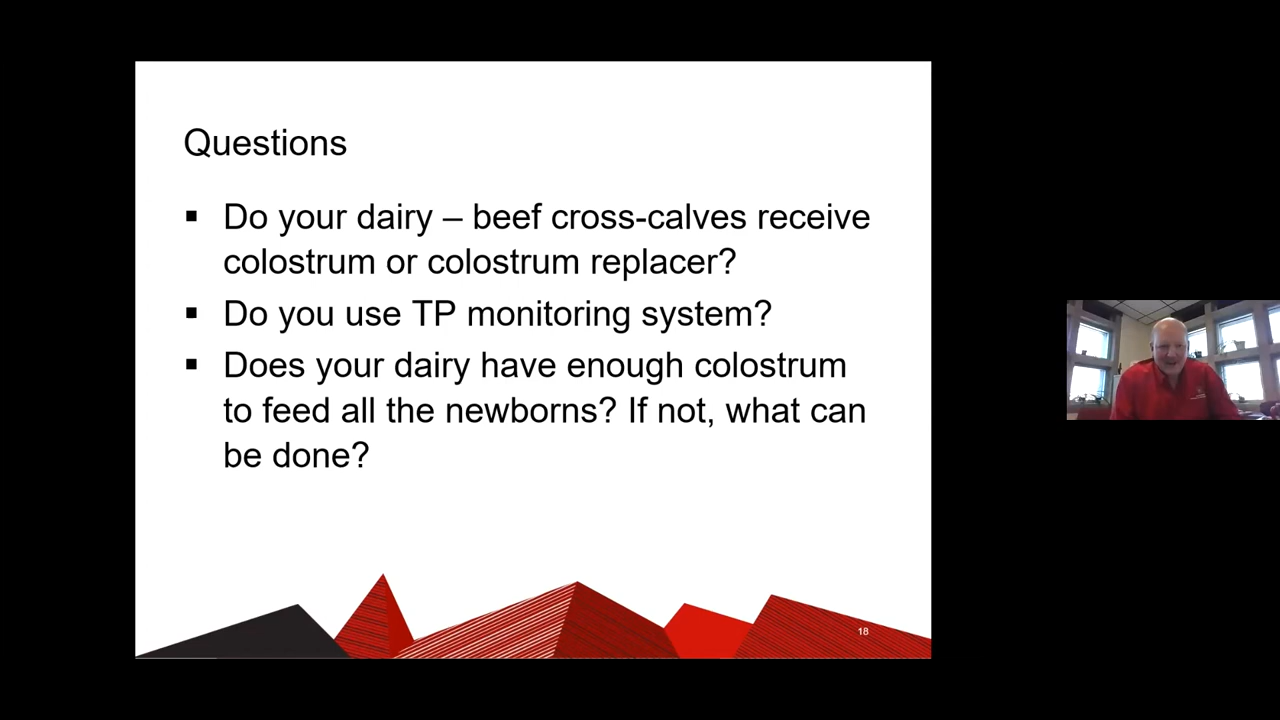 Questions
▪ Do your dairy – beef cross-calves receive
colostrum or colostrum replacer?
▪ Do you use TP monitoring system?
▪ Does your dairy have enough colostrum
to feed all the newborns? If not, what can
be done?
18